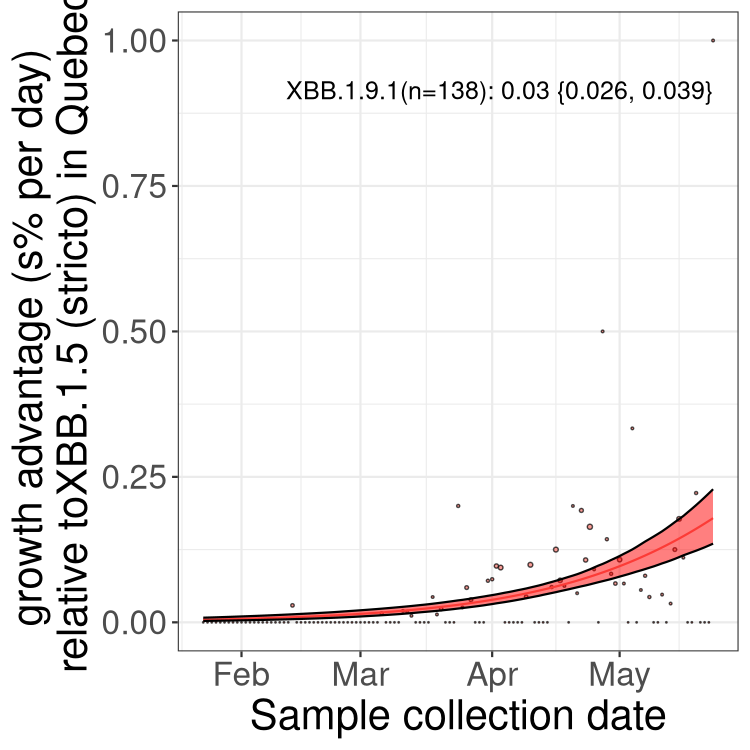 growth advantage (s% per day)
relative toXBB.1.5 (stricto) in Quebec
1.00
0.75
0.50
0.25
0.00
XBB.1.9.1(n=138): 0.03 {0.026, 0.039}
Feb Mar Apr May
Sample collection date